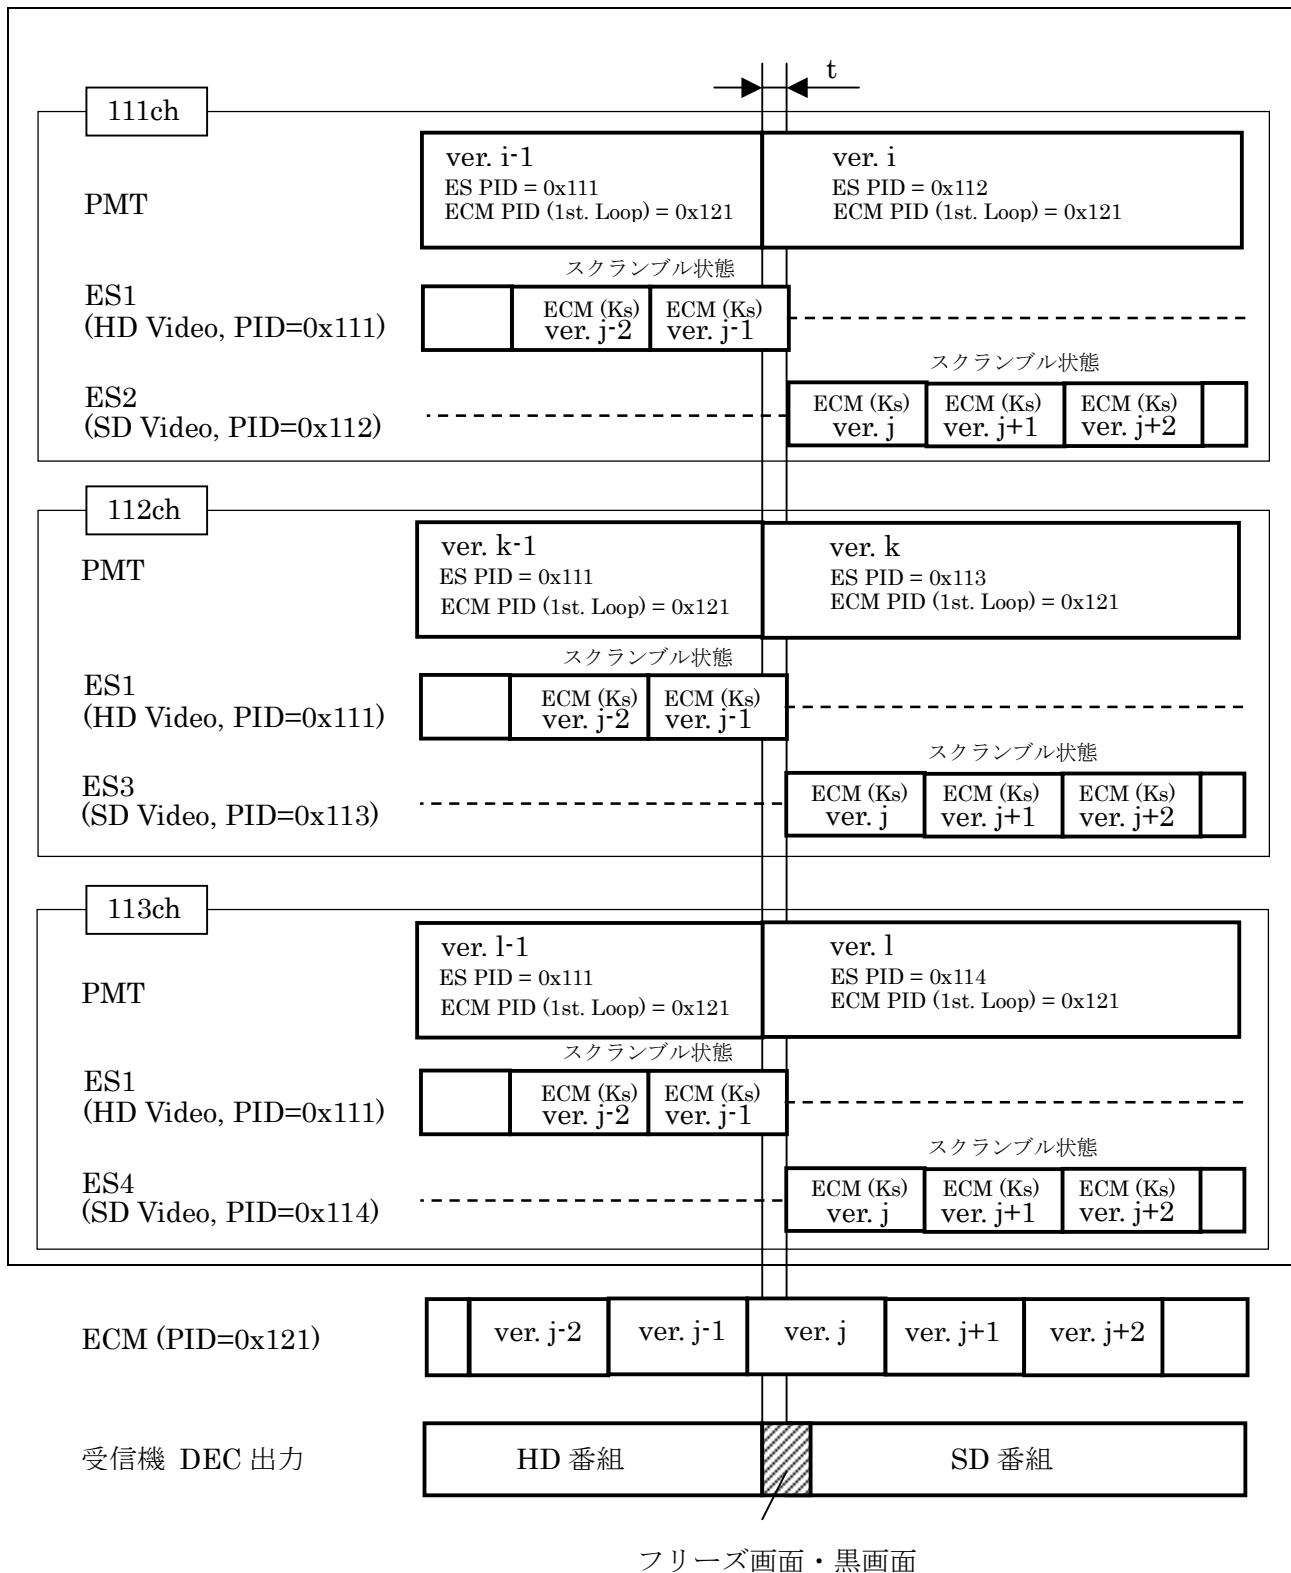 t
111ch
PMT
ver. i-1
ES PID = 0x111
ECM PID (1st. Loop) = 0x121
ver. i
ES PID = 0x112
ECM PID (1st. Loop) = 0x121
スクランブル状態
ES1
(HD Video, PID=0x111)
ECM (Ks)
ver. j-2
ECM (Ks)
ver. j-1
スクランブル状態
ES2
(SD Video, PID=0x112)
ECM (Ks)
ver. j
ECM (Ks)
ver. j+1
ECM (Ks)
ver. j+2
112ch
PMT
ver. k-1
ES PID = 0x111
ECM PID (1st. Loop) = 0x121
ver. k
ES PID = 0x113
ECM PID (1st. Loop) = 0x121
スクランブル状態
ES1
(HD Video, PID=0x111)
ECM (Ks)
ver. j-2
ECM (Ks)
ver. j-1
スクランブル状態
ES3
(SD Video, PID=0x113)
ECM (Ks)
ver. j
ECM (Ks)
ver. j+1
ECM (Ks)
ver. j+2
113ch
PMT
ver. l-1
ES PID = 0x111
ECM PID (1st. Loop) = 0x121
ver. l
ES PID = 0x114
ECM PID (1st. Loop) = 0x121
スクランブル状態
ES1
(HD Video, PID=0x111)
ECM (Ks)
ver. j-2
ECM (Ks)
ver. j-1
スクランブル状態
ES4
(SD Video, PID=0x114)
ECM (Ks)
ver. j
ECM (Ks)
ver. j+1
ECM (Ks)
ver. j+2
ECM (PID=0x121)
ver. j-2
ver. j-1
ver. j
ver. j+1
ver. j+2
受信機 DEC 出力
HD 番組
SD 番組
フリーズ画面・黒画面